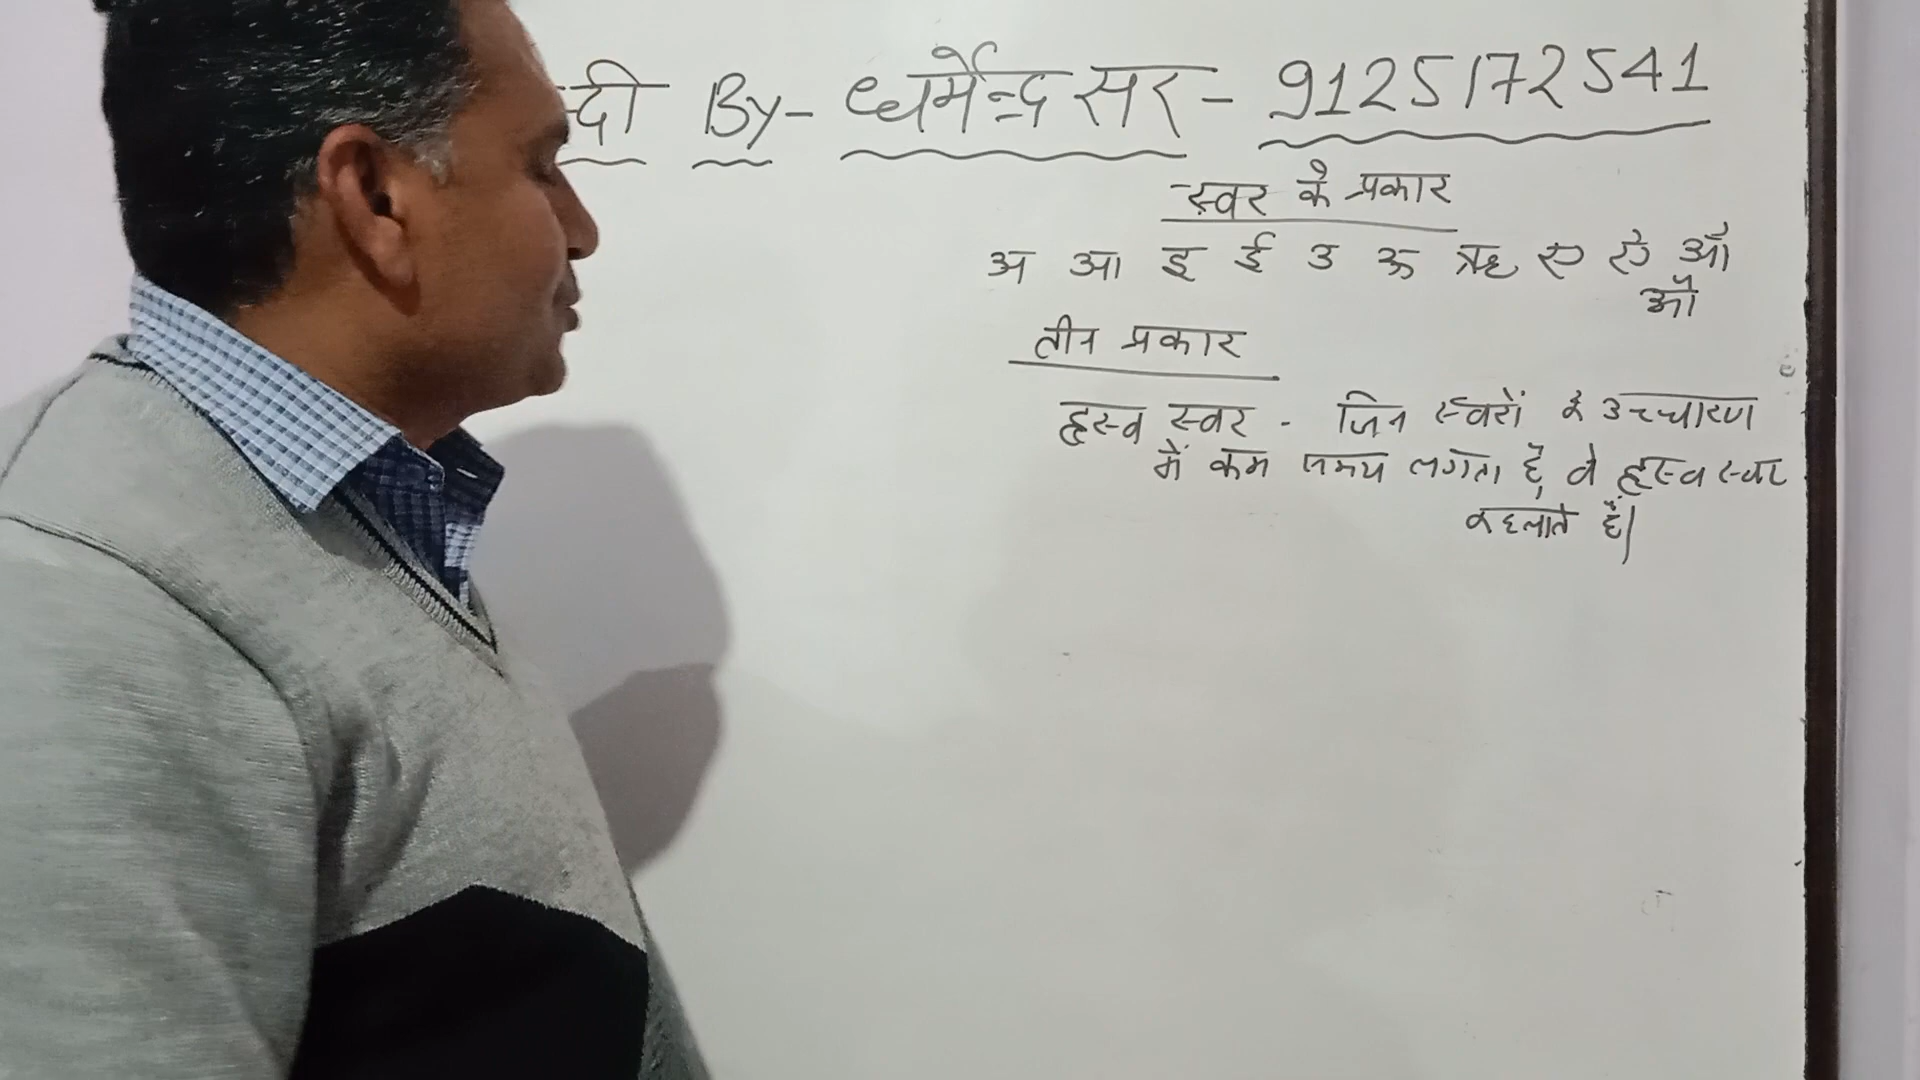 न्दी By- धर्मेन्द्र सर - 9125172541
स्वर के प्रकार
अ आ इ ई उ ऊ ऋ ए ऐ ओ
औ
तीन प्रकार
ह्रस्व स्वर - जिन स्वरों के उच्चारण
में कम समय लगता है, वे ह्रस्व स्वर
कहलाते हैं।